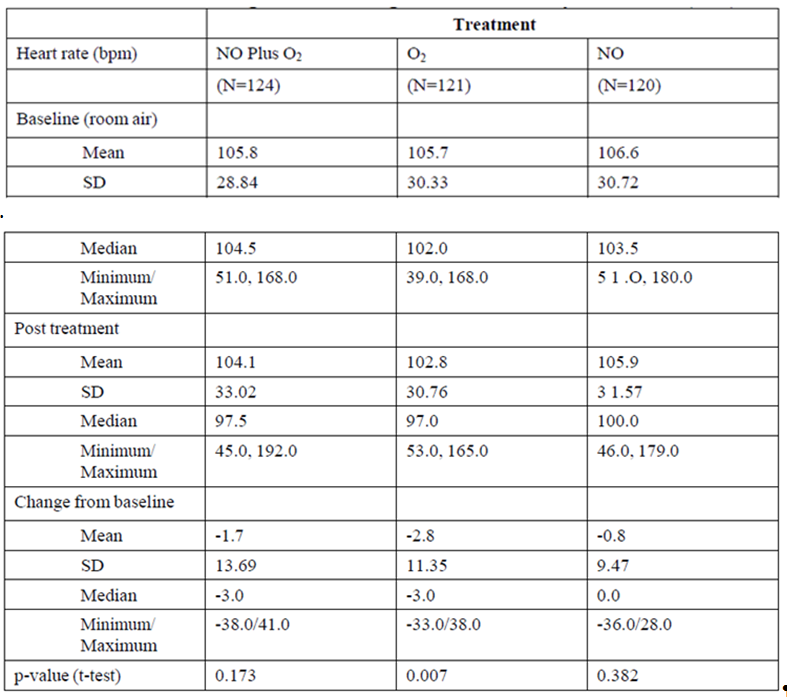 Treatment
Heart rate (bpm) NO Plus O₂ O₂ NO
(N=124) (N=121) (N=120)
Baseline (room air)
Mean 105.8 105.7 106.6
SD 28.84 30.33 30.72
Median 104.5 102.0 103.5
Minimum/ 51.0, 168.0 39.0, 168.0 5 1 .O, 180.0
Maximum
Post treatment
Mean 104.1 102.8 105.9
SD 33.02 30.76 3 1.57
Median 97.5 97.0 100.0
Minimum/ 45.0, 192.0 53.0, 165.0 46.0, 179.0
Maximum
Change from baseline
Mean -1.7 -2.8 -0.8
SD 13.69 11.35 9.47
Median -3.0 -3.0 0.0
Minimum/ -38.0/41.0 -33.0/38.0 -36.0/28.0
Maximum
p-value (t-test) 0.173 0.007 0.382